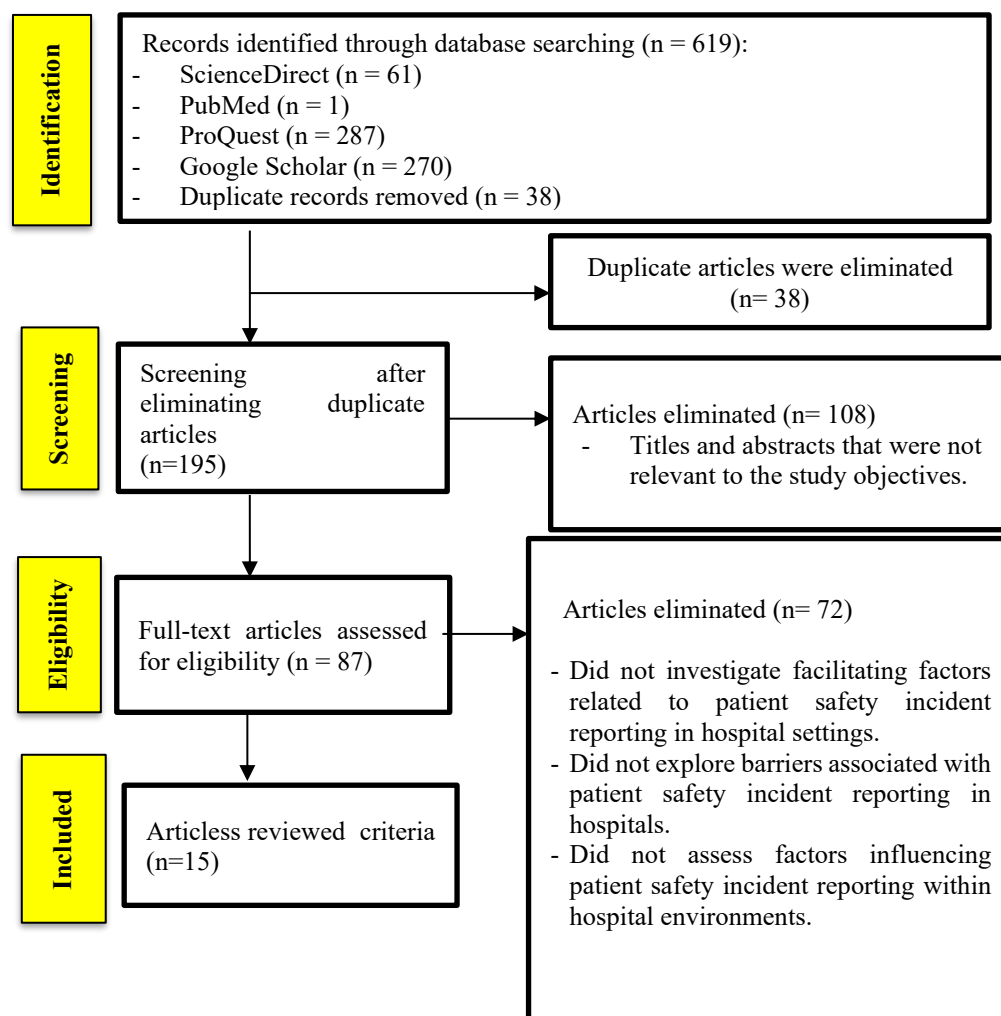 Identification
Records identified through database searching (n = 619):
- ScienceDirect (n = 61)
- PubMed (n = 1)
- ProQuest (n = 287)
- Google Scholar (n = 270)
- Duplicate records removed (n = 38)
Duplicate articles were eliminated
(n= 38)
Screening
Screening after
eliminating duplicate
articles
(n=195)
Articles eliminated (n= 108)
- Titles and abstracts that were not
relevant to the study objectives.
Eligibility
Full-text articles assessed
for eligibility (n = 87)
Articles eliminated (n= 72)
- Did not investigate facilitating factors
related to patient safety incident
reporting in hospital settings.
- Did not explore barriers associated with
patient safety incident reporting in
hospitals.
- Did not assess factors influencing
patient safety incident reporting within
hospital environments.
Included
Articless reviewed criteria
(n=15)